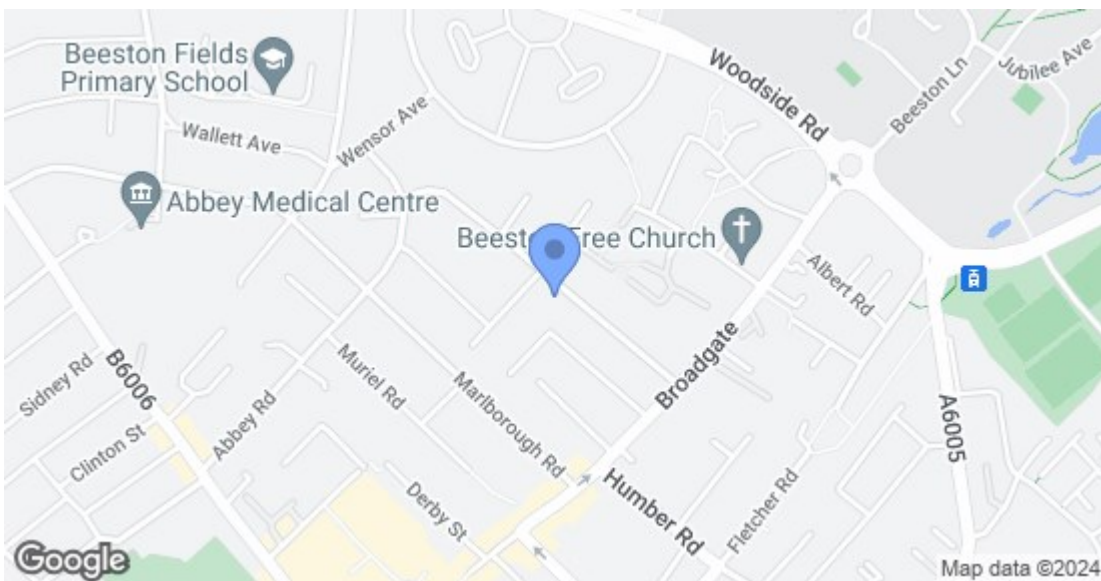 Beeston Fields
Primary School
Woodside Rd
Beeston Ln
Jubilee Ave
Wallett Ave
Wensor Ave
Abbey Medical Centre
Beeston Free Church
Albert Rd
Sidney Rd
B6006
Clinton St
Abbey Rd
Muriel Rd
Marlborough Rd
Broadgate
A6005
Derby St
Humber Rd
Fletcher Rd
Google
Map data ©2024